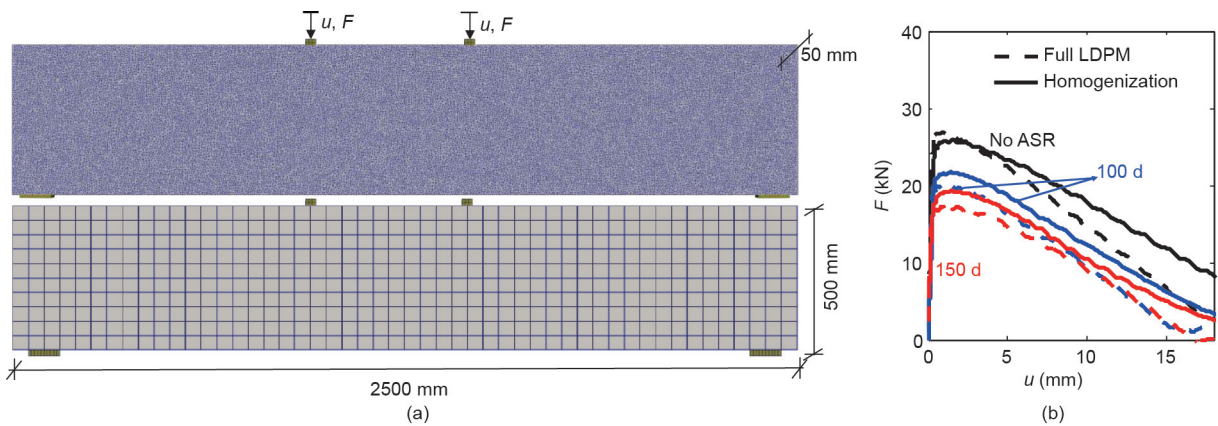 u, F
u, F
50 mm
500 mm
2500 mm
(a)
40
30
20
10
0
F (kN)
Full LDPM
Homogenization
No ASR
100 d
150 d
0
5
10
15
u (mm)
(b)